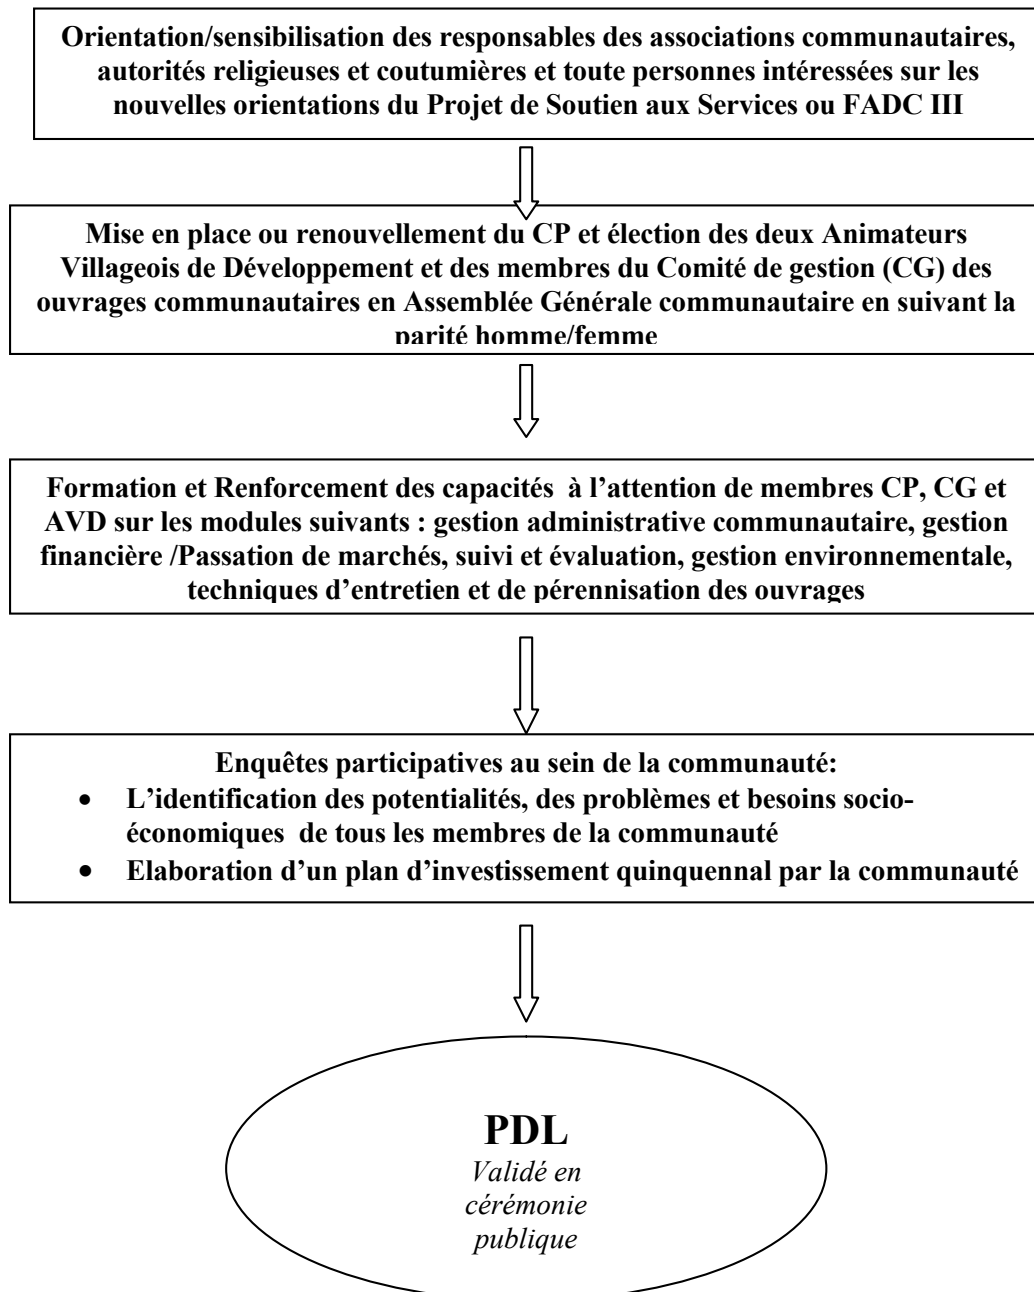 Orientation/sensibilisation des responsables des associations communautaires,
autorités religieuses et coutumières et toute personnes intéressées sur les
nouvelles orientations du Projet de Soutien aux Services ou FADC III
Mise en place ou renouvellement du CP et élection des deux Animateurs
Villageois de Développement et des membres du Comité de gestion (CG) des
ouvrages communautaires en Assemblée Générale communautaire en suivant la
parité homme/femme
Formation et Renforcement des capacités à l’attention de membres CP, CG et
AVD sur les modules suivants : gestion administrative communautaire, gestion
financière /Passation de marchés, suivi et évaluation, gestion environnementale,
techniques d’entretien et de pérennisation des ouvrages
Enquêtes participatives au sein de la communauté:
• L’identification des potentialités, des problèmes et besoins socio-
économiques de tous les membres de la communauté
• Elaboration d’un plan d’investissement quinquennal par la communauté
PDL
Validé en
cérémonie
publique